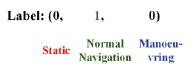 Label: (0, 1, 0)
Static Normal Manoeu-
Navigation vring